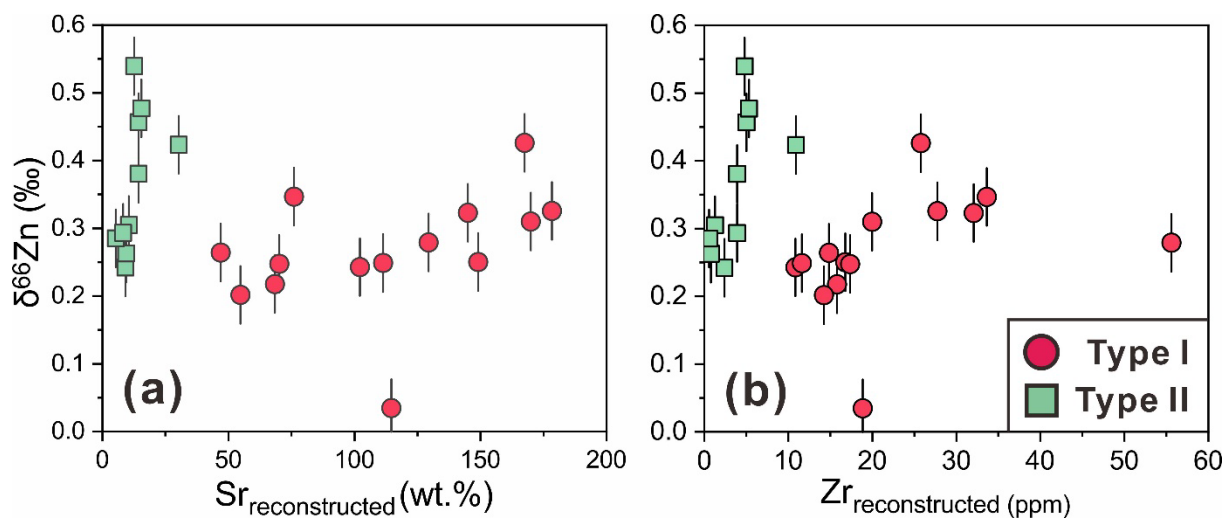 0.6
0.5
0.4
0.3
0.2
0.1
0.0
δ66Zn (‰)
(a)
0 50 100 150 200
Srreconstructed (wt.%)
0.6
0.5
0.4
0.3
0.2
0.1
0.0
(b)
Type I
Type II
0 10 20 30 40 50 60
Zrreconstructed (ppm)